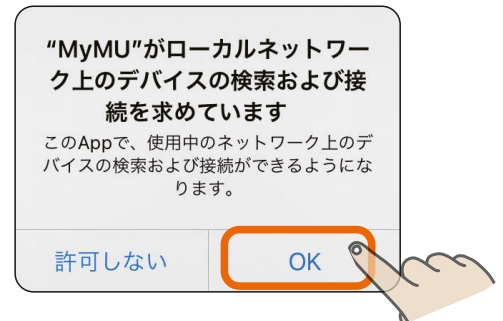 “MyMU”がローカルネットワー
ク上のデバイスの検索および接
続を求めています
このAppで、使用中のネットワーク上のデ
バイスの検索および接続ができるようにな
ります。
許可しない
OK